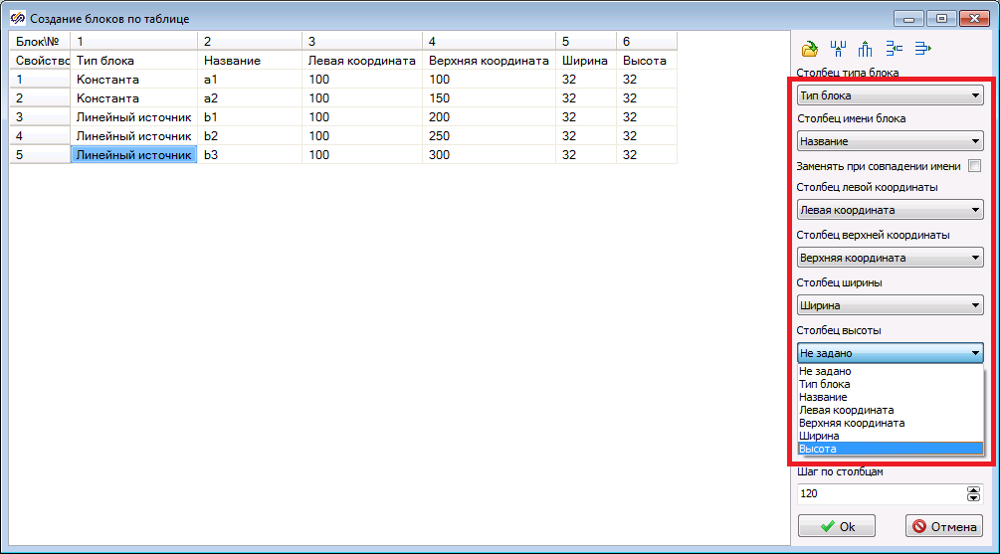 Создание блоков по таблице
Блок\№ 1 2 3 4 5 6
Свойство Тип блока Название Левая координата Верхняя координата Ширина Высота
1 Константа a1 100 100 32 32
2 Константа a2 100 150 32 32
3 Линейный источник b1 100 200 32 32
4 Линейный источник b2 100 250 32 32
5 Линейный источник b3 100 300 32 32
Столбец типа блока
Тип блока
Столбец имени блока
Название
Заменять при совпадении имени
Столбец левой координаты
Левая координата
Столбец верхней координаты
Верхняя координата
Столбец ширины
Ширина
Столбец высоты
Не задано
Не задано
Тип блока
Название
Левая координата
Верхняя координата
Ширина
Высота
Шаг по столбцам
120
Ok Отмена